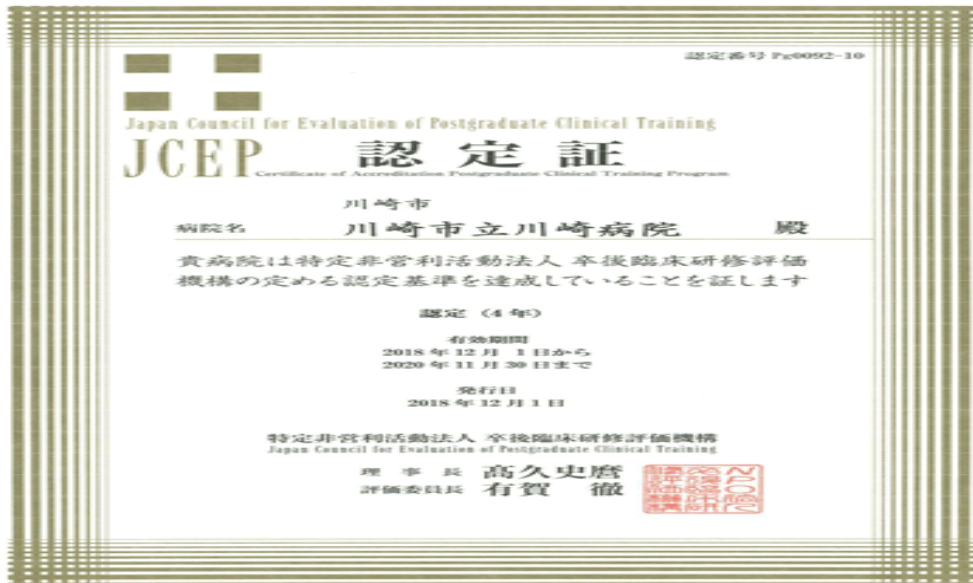 認定番号 Pg0092-10
Japan Council for Evaluation of Postgraduate Clinical Training
JCEP 認定証
Certificate of Accreditation Postgraduate Clinical Training Program
川崎市
病院名 川崎市立川崎病院 殿
貴病院は特定非営利活動法人 卒後臨床研修評価
機構の定める認定基準を達成していることを証します
認定（4年）
有効期間
2018年12月 1日から
2020年11月30日まで
発行日
2018年12月1日
特定非営利活動法人 卒後臨床研修評価機構
Japan Council for Evaluation of Postgraduate Clinical Training
理事長 髙久史麿
評価委員長 有賀 徹